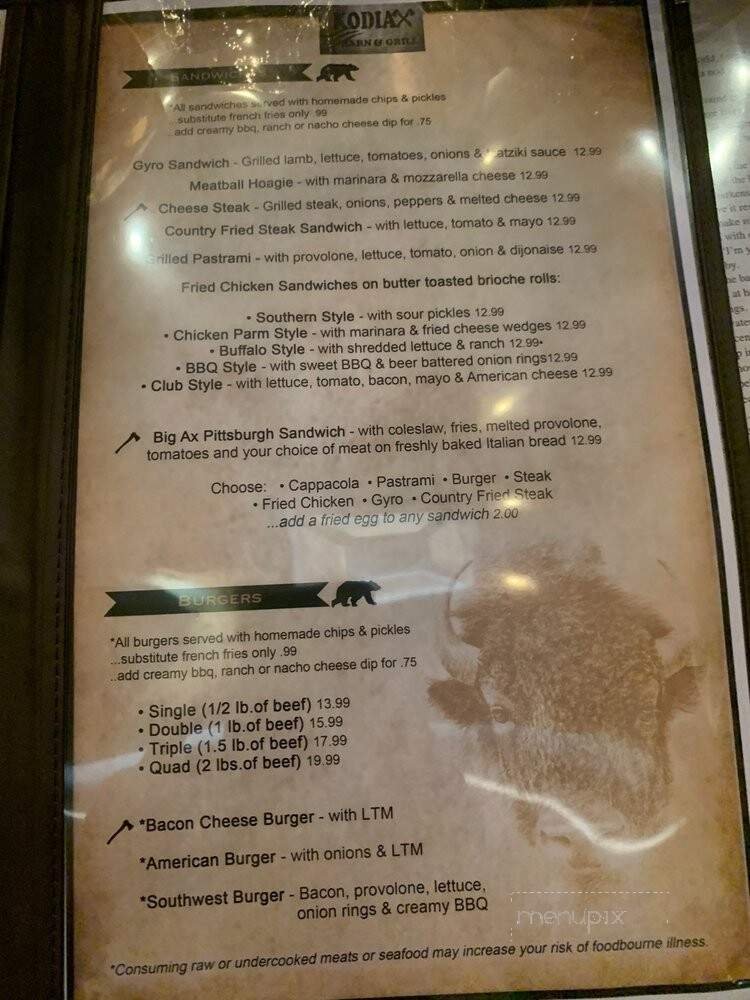 KODIAX
BARN & GRILL
SANDWICHES
*All sandwiches served with homemade chips & pickles
...substitute french fries only .99
..add creamy bbq, ranch or nacho cheese dip for .75
Gyro Sandwich - Grilled lamb, lettuce, tomatoes, onions & tzatziki sauce 12.99
Meatball Hoagie - with marinara & mozzarella cheese 12.99
Cheese Steak - Grilled steak, onions, peppers & melted cheese 12.99
Country Fried Steak Sandwich - with lettuce, tomato & mayo 12.99
Grilled Pastrami - with provolone, lettuce, tomato, onion & dijonaise 12.99
Fried Chicken Sandwiches on butter toasted brioche rolls:
• Southern Style - with sour pickles 12.99
• Chicken Parm Style - with marinara & fried cheese wedges 12.99
• Buffalo Style - with shredded lettuce & ranch 12.99•
• BBQ Style - with sweet BBQ & beer battered onion rings12.99
• Club Style - with lettuce, tomato, bacon, mayo & American cheese 12.99
Big Ax Pittsburgh Sandwich - with coleslaw, fries, melted provolone,
tomatoes and your choice of meat on freshly baked Italian bread 12.99
Choose: • Cappacola • Pastrami • Burger • Steak
• Fried Chicken • Gyro • Country Fried Steak
...add a fried egg to any sandwich 2.00
BURGERS
*All burgers served with homemade chips & pickles
...substitute french fries only .99
..add creamy bbq, ranch or nacho cheese dip for .75
• Single (1/2 lb.of beef) 13.99
• Double (1 lb.of beef) 15.99
• Triple (1.5 lb.of beef) 17.99
• Quad (2 lbs.of beef) 19.99
*Bacon Cheese Burger - with LTM
*American Burger - with onions & LTM
*Southwest Burger - Bacon, provolone, lettuce,
onion rings & creamy BBQ
menupix
*Consuming raw or undercooked meats or seafood may increase your risk of foodbourne illness.